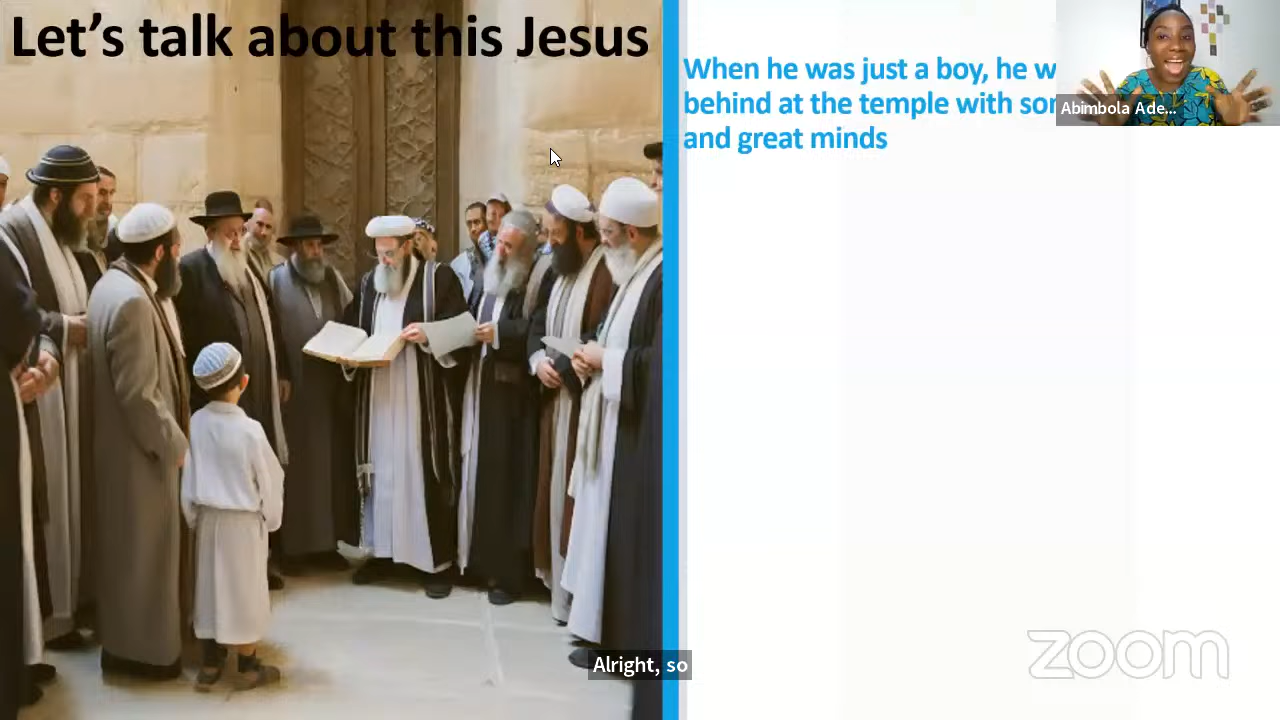 Let’s talk about this Jesus
When he was just a boy, he w
behind at the temple with sor
and great minds
Abimbola Ade...
Alright, so
zoom